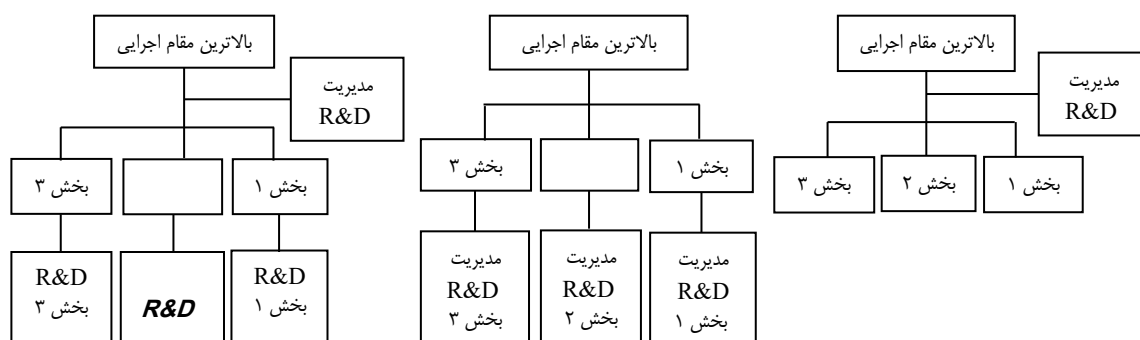 بالاترین مقام اجرایی
مدیریت
R&D
بخش ۱
بخش ۲
بخش ۳
بالاترین مقام اجرایی
بخش ۱
بخش ۳
مدیریت
R&D
بخش ۱
مدیریت
R&D
بخش ۲
مدیریت
R&D
بخش ۳
بالاترین مقام اجرایی
مدیریت
R&D
بخش ۱
بخش ۳
R&D
بخش ۱
R&D
R&D
بخش ۳